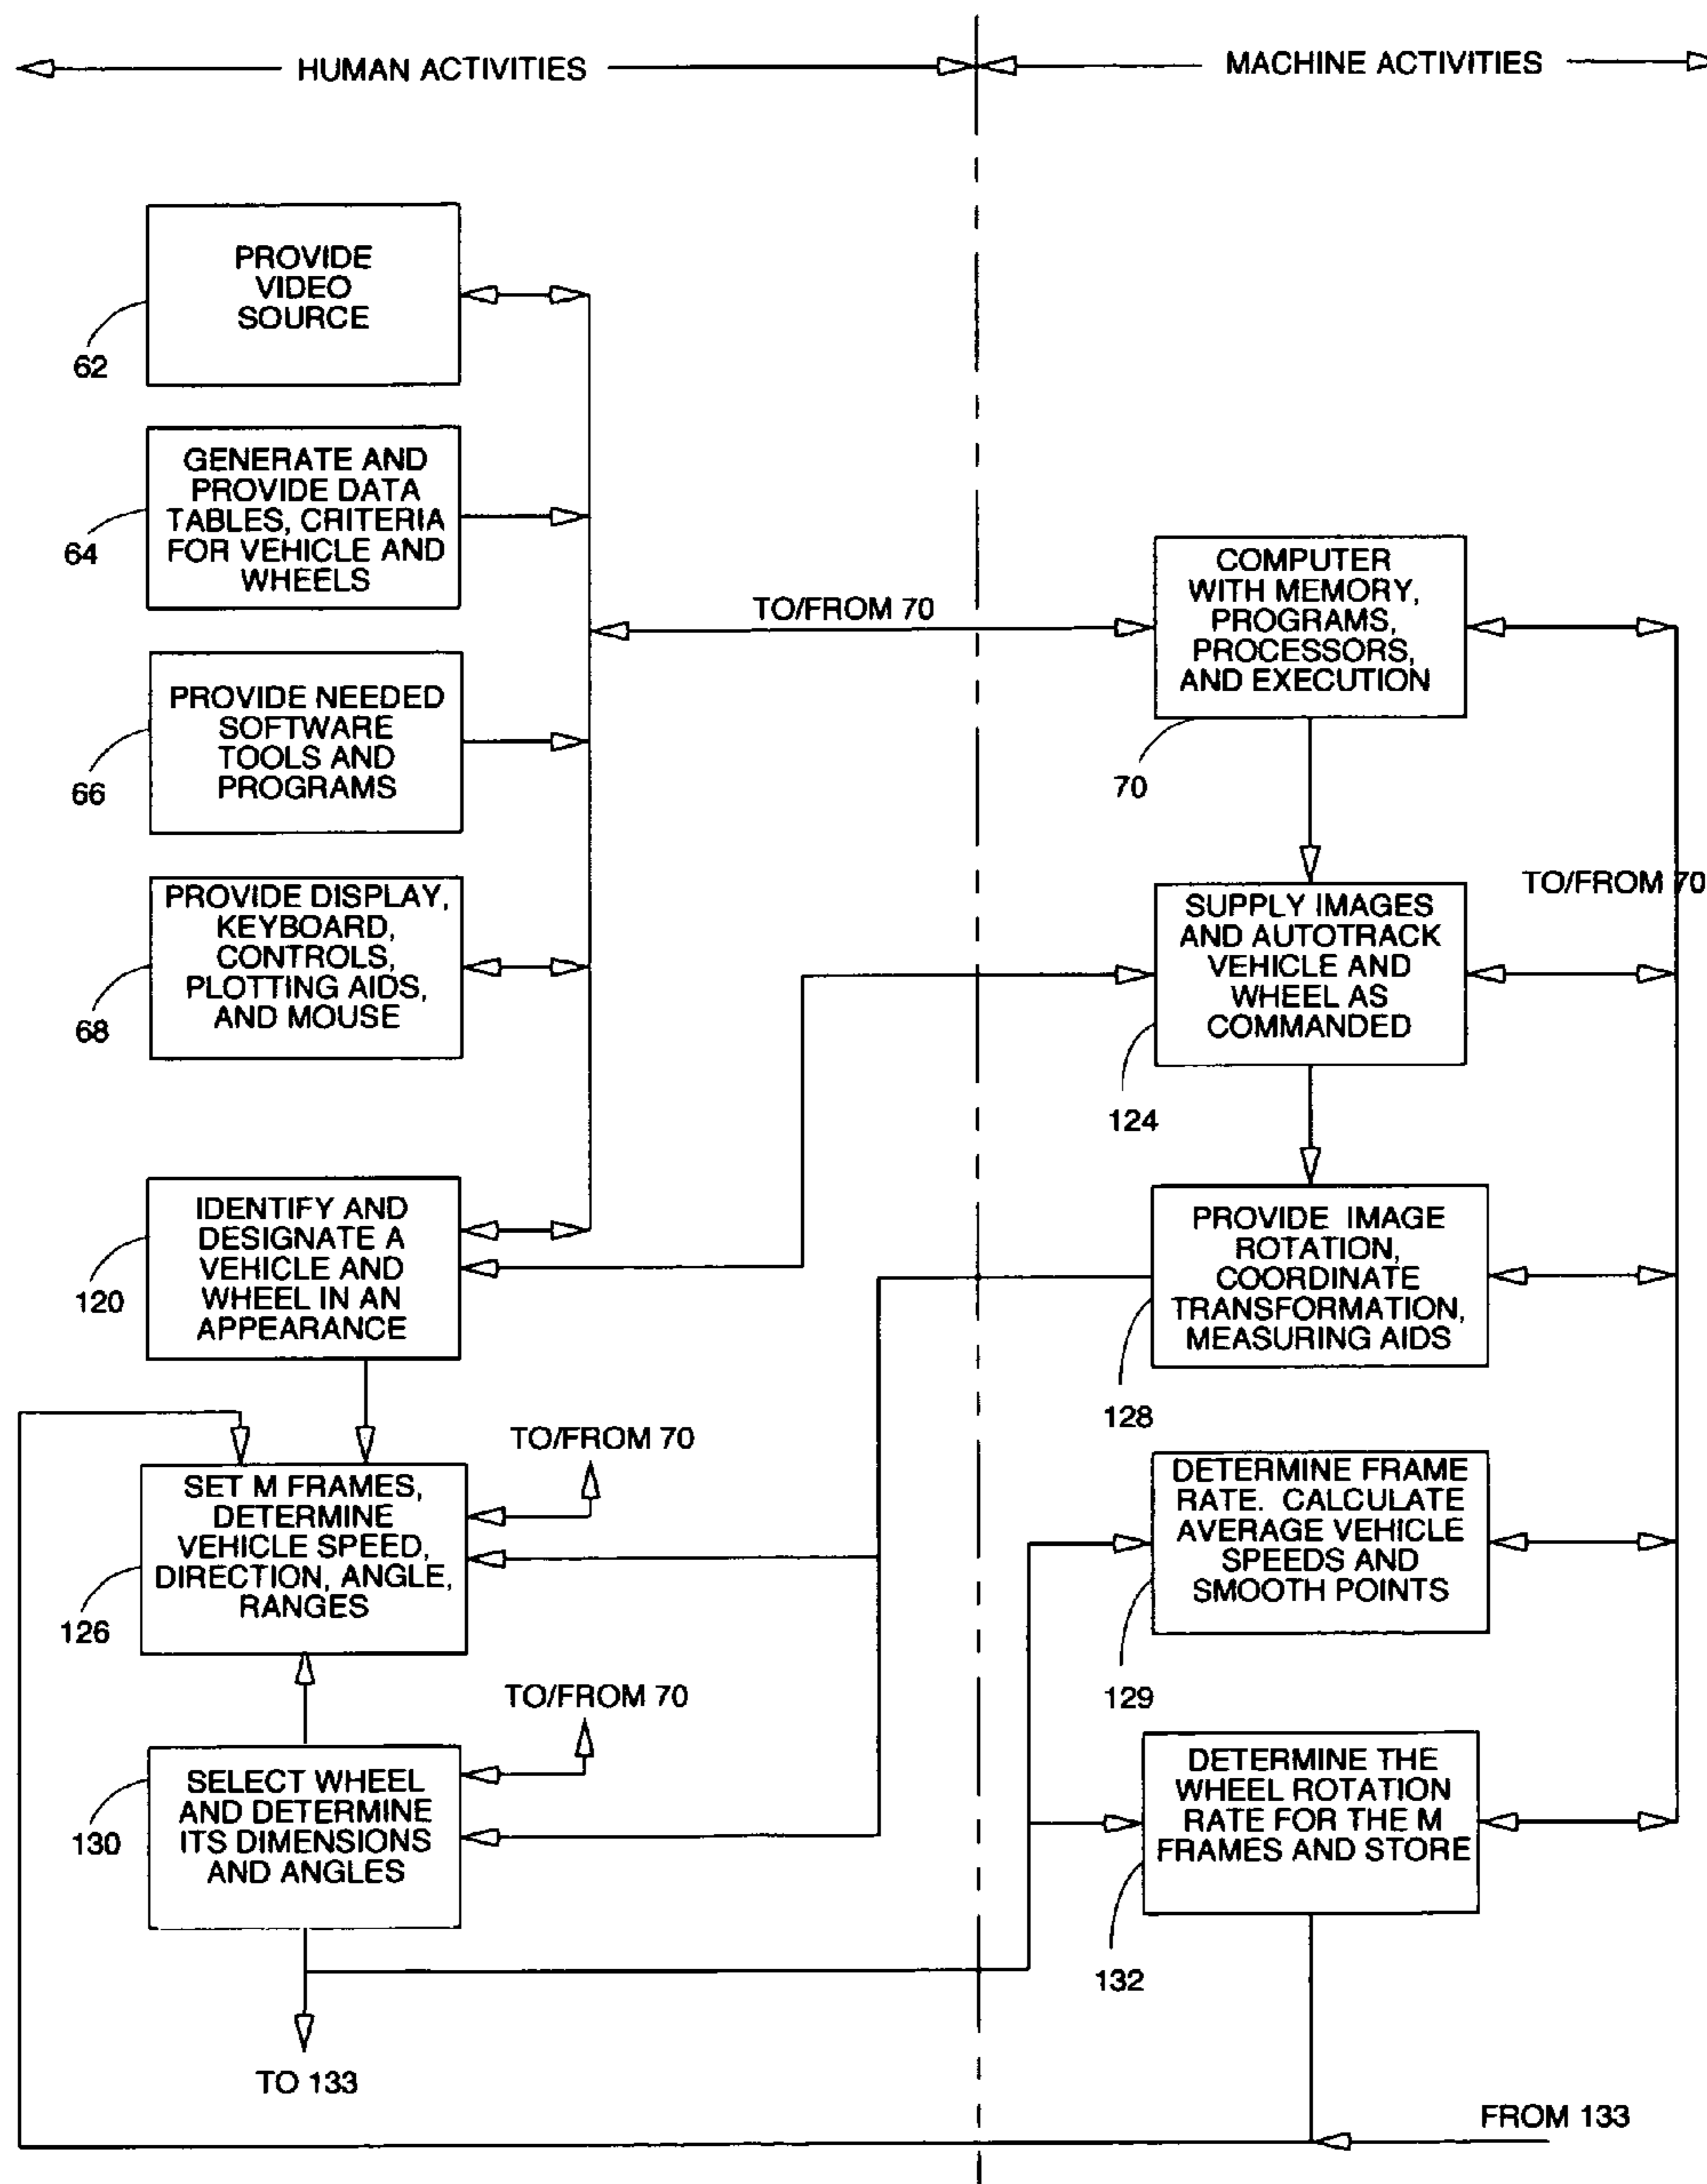 HUMAN ACTIVITIES
MACHINE ACTIVITIES
PROVIDE
VIDEO
SOURCE
62
GENERATE AND
PROVIDE DATA
TABLES, CRITERIA
FOR VEHICLE AND
WHEELS
64
PROVIDE NEEDED
SOFTWARE
TOOLS AND
PROGRAMS
66
PROVIDE DISPLAY,
KEYBOARD,
CONTROLS,
PLOTTING AIDS,
AND MOUSE
68
TO/FROM 70
COMPUTER
WITH MEMORY,
PROGRAMS,
PROCESSORS,
AND EXECUTION
70
TO/FROM 70
SUPPLY IMAGES
AND AUTOTRACK
VEHICLE AND
WHEEL AS
COMMANDED
124
IDENTIFY AND
DESIGNATE A
VEHICLE AND
WHEEL IN AN
APPEARANCE
120
PROVIDE IMAGE
ROTATION,
COORDINATE
TRANSFORMATION,
MEASURING AIDS
128
TO/FROM 70
SET M FRAMES,
DETERMINE
VEHICLE SPEED,
DIRECTION, ANGLE,
RANGES
126
DETERMINE FRAME
RATE. CALCULATE
AVERAGE VEHICLE
SPEEDS AND
SMOOTH POINTS
129
TO/FROM 70
SELECT WHEEL
AND DETERMINE
ITS DIMENSIONS
AND ANGLES
130
DETERMINE THE
WHEEL ROTATION
RATE FOR THE M
FRAMES AND STORE
132
TO 133
FROM 133